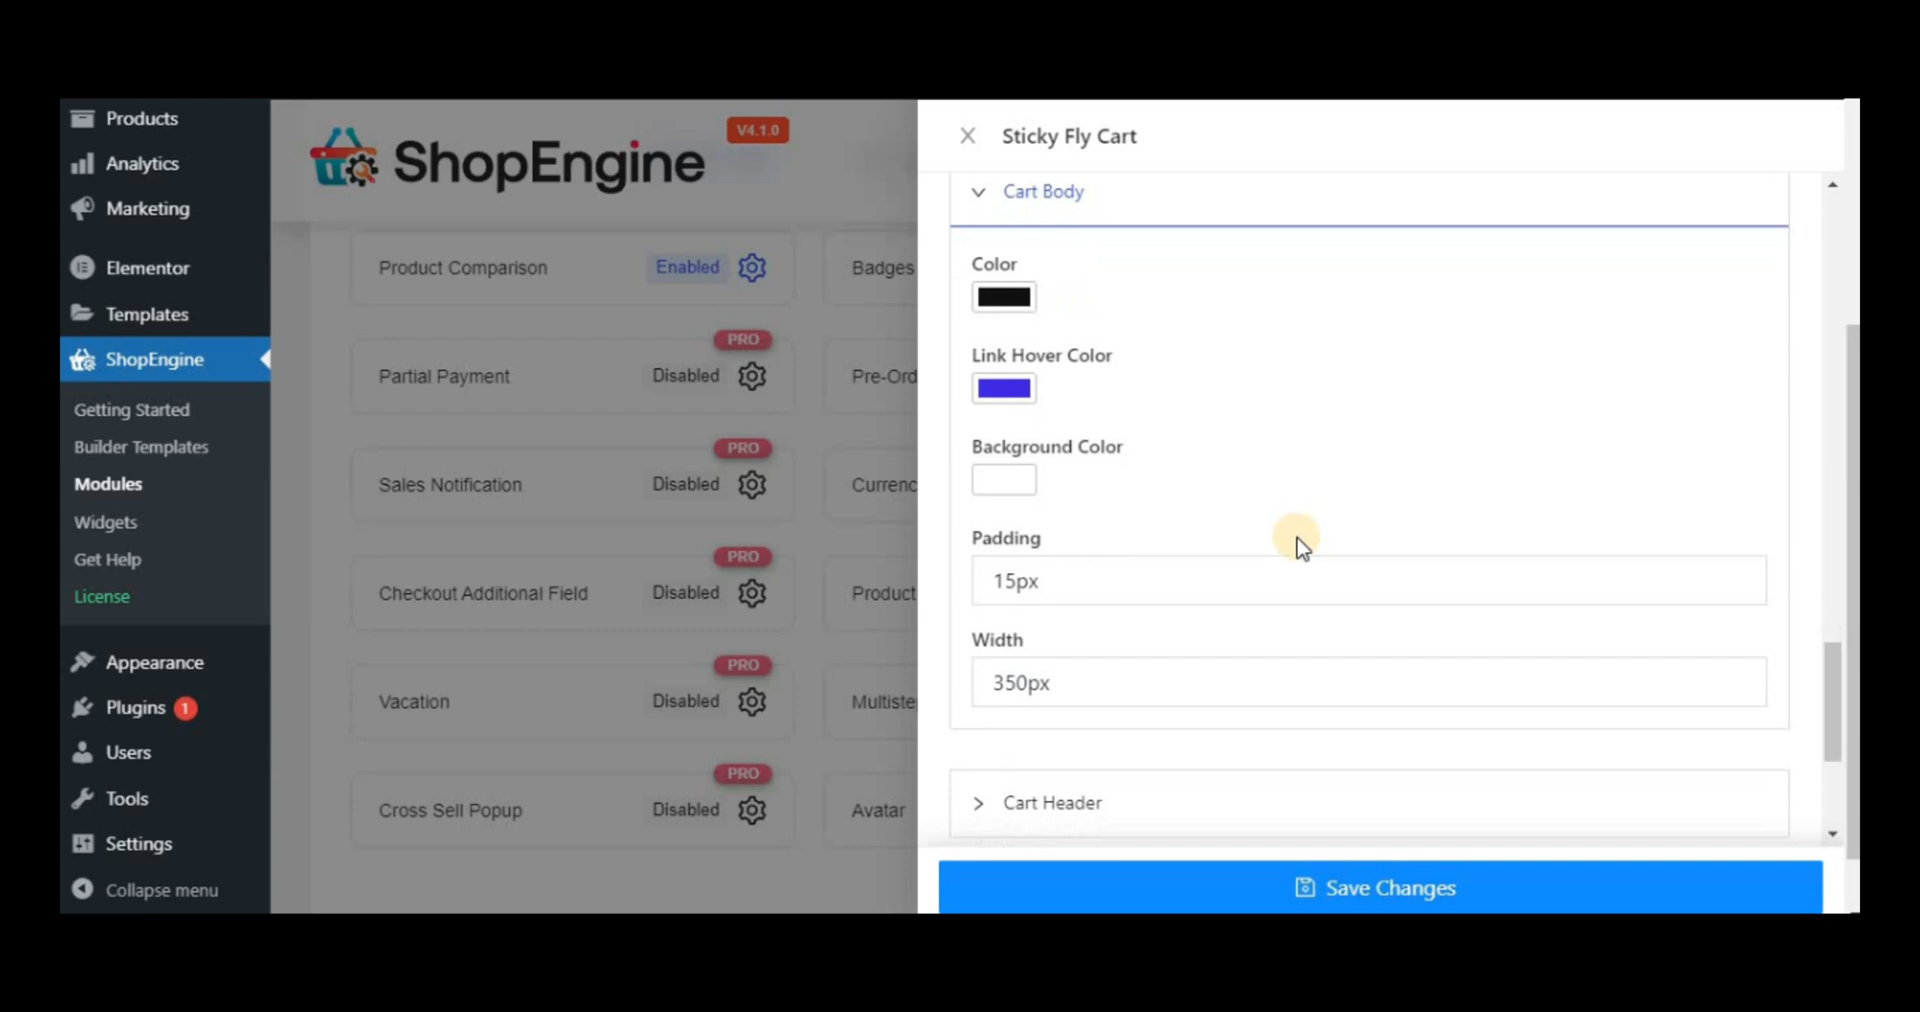 Products
Analytics
Marketing
Elementor
Templates
ShopEngine
Getting Started
Builder Templates
Modules
Widgets
Get Help
License
Appearance
Plugins 1
Users
Tools
Settings
Collapse menu
ShopEngine
V4.1.0
Product Comparison Enabled
Badges
PRO
Partial Payment Disabled
Pre-Ord
PRO
Sales Notification Disabled
Currenc
PRO
Checkout Additional Field Disabled
Product
PRO
Vacation Disabled
Multiste
PRO
Cross Sell Popup Disabled
Avatar
Sticky Fly Cart
Cart Body
Color
Link Hover Color
Background Color
Padding
15px
Width
350px
Cart Header
Save Changes